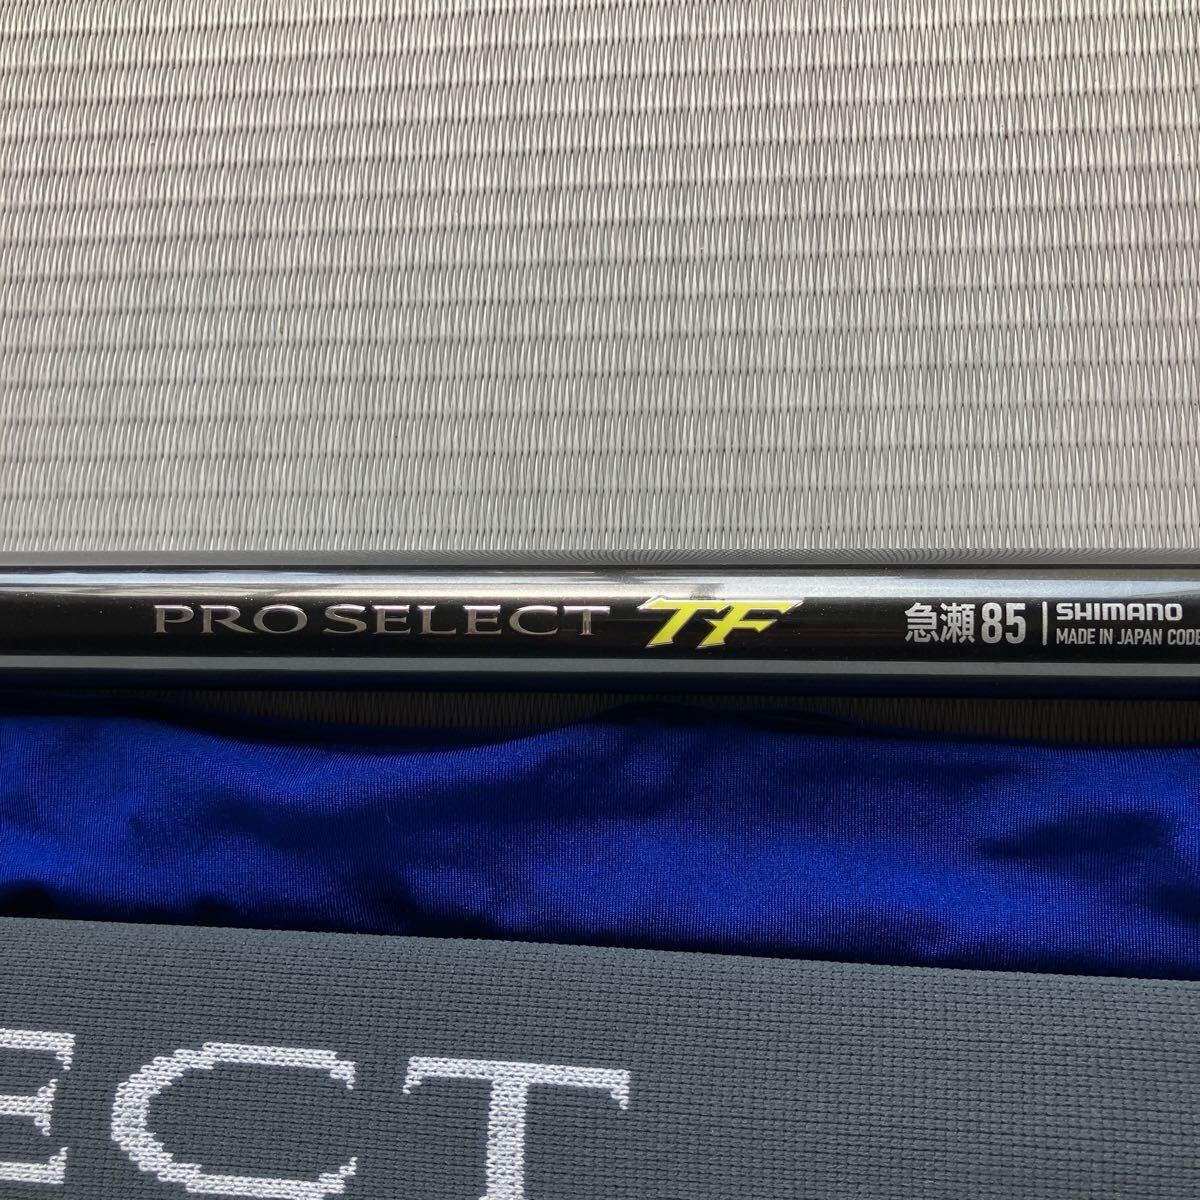 PRO SELECT TF 急瀬85 SHIMANO
MADE IN JAPAN CODE
ECT